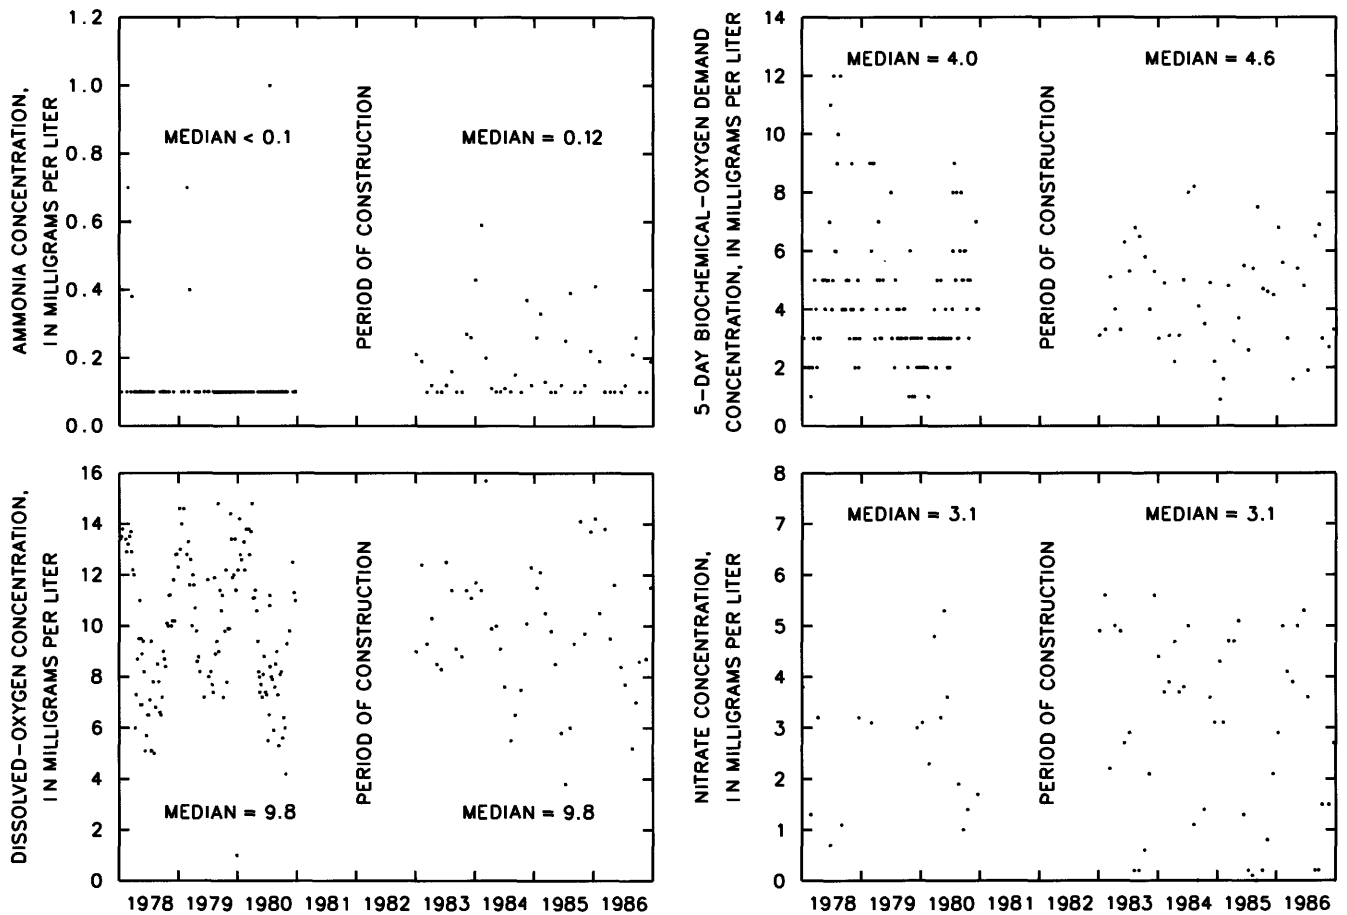 AMMONIA CONCENTRATION,
IN MILLIGRAMS PER LITER
1.2
1.0
0.8
0.6
0.4
0.2
0.0
MEDIAN < 0.1
PERIOD OF CONSTRUCTION
MEDIAN = 0.12
5-DAY BIOCHEMICAL-OXYGEN DEMAND
CONCENTRATION, IN MILLIGRAMS PER LITER
14
12
10
8
6
4
2
0
MEDIAN = 4.0
PERIOD OF CONSTRUCTION
MEDIAN = 4.6
DISSOLVED-OXYGEN CONCENTRATION,
IN MILLIGRAMS PER LITER
16
14
12
10
8
6
4
2
0
PERIOD OF CONSTRUCTION
MEDIAN = 9.8
MEDIAN = 9.8
1978 1979 1980 1981 1982 1983 1984 1985 1986
NITRATE CONCENTRATION,
IN MILLIGRAMS PER LITER
8
7
6
5
4
3
2
1
0
MEDIAN = 3.1
PERIOD OF CONSTRUCTION
MEDIAN = 3.1
1978 1979 1980 1981 1982 1983 1984 1985 1986